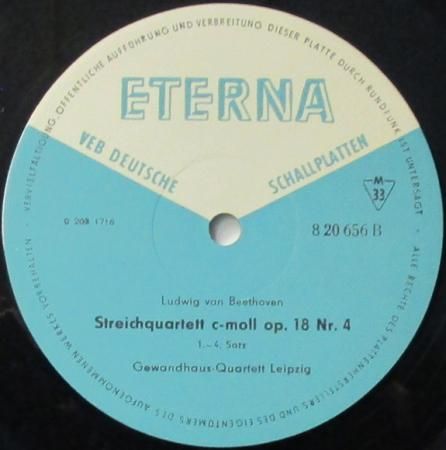 VERVIELFÄLTIGUNG · ÖFFENTLICHE AUFFÜHRUNG UND VERBREITUNG DIESER PLATTE DURCH RUNDFUNK IST UNTERSAGT · ALLE RECHTE DES PLATTENHERSTELLERS UND DES EIGENTÜMERS DES AUFGENOMMENEN WERKES VORBEHALTEN ·
ETERNA
VEB DEUTSCHE SCHALLPLATTEN
M
33
0 208 1716
8 20 656 B
Ludwig van Beethoven
Streichquartett c-moll op. 18 Nr. 4
1.–4. Satz
Gewandhaus-Quartett Leipzig